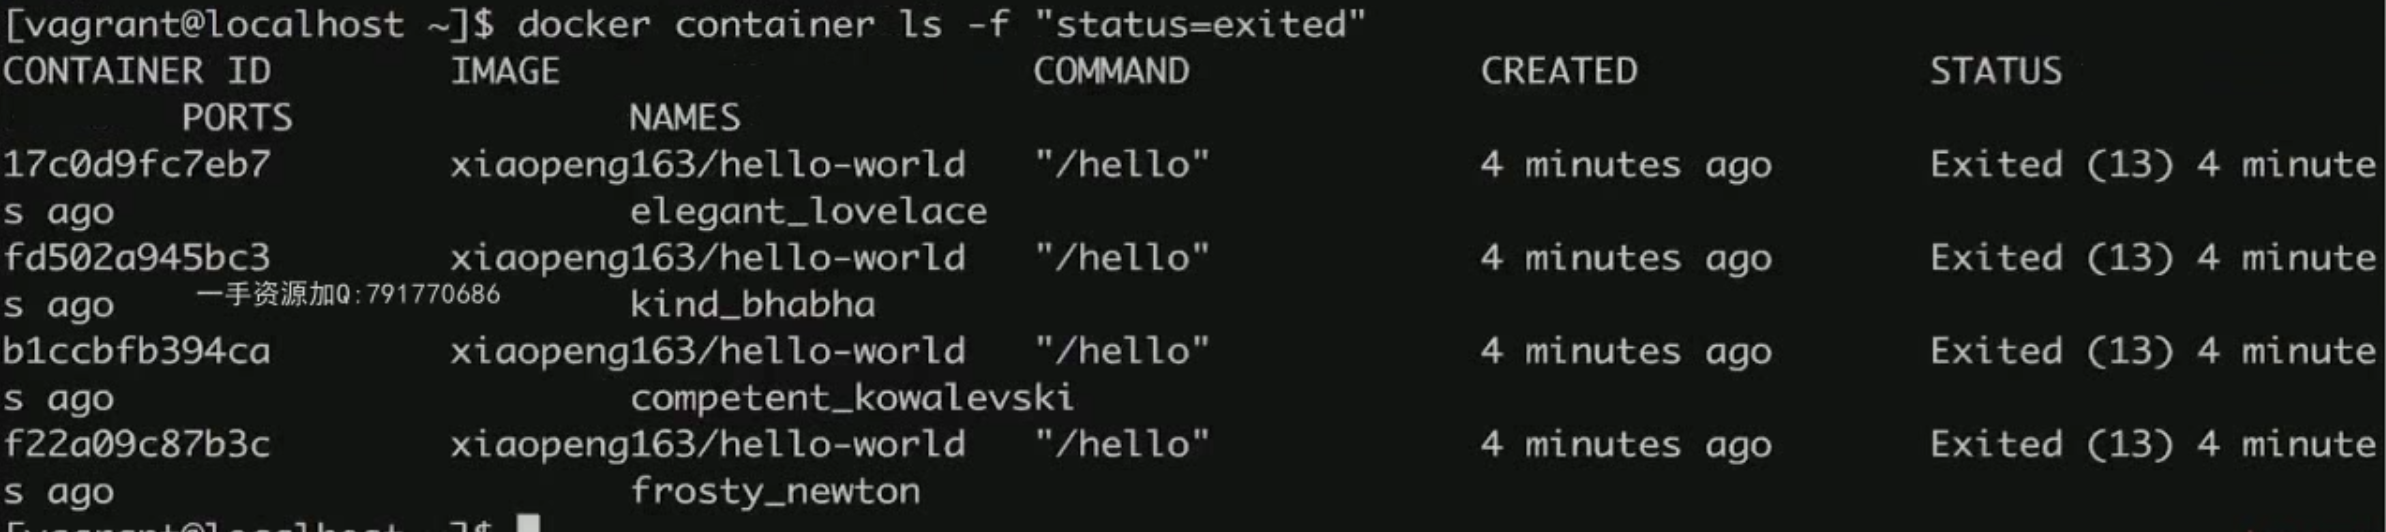 [vagrant@localhost ~]$ docker container ls -f "status=exited"
CONTAINER ID IMAGE COMMAND CREATED STATUS
PORTS NAMES
17c0d9fc7eb7 xiaopeng163/hello-world "/hello" 4 minutes ago Exited (13) 4 minute
s ago elegant_lovelace
fd502a945bc3 xiaopeng163/hello-world "/hello" 4 minutes ago Exited (13) 4 minute
一手资源加Q:791770686
s ago kind_bhabha
b1ccbfb394ca xiaopeng163/hello-world "/hello" 4 minutes ago Exited (13) 4 minute
s ago competent_kowalevski
f22a09c87b3c xiaopeng163/hello-world "/hello" 4 minutes ago Exited (13) 4 minute
s ago frosty_newton
[vagrant@localhost ~]$